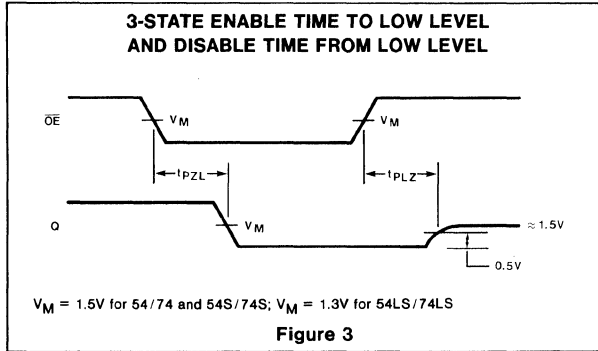 3-STATE ENABLE TIME TO LOW LEVEL
AND DISABLE TIME FROM LOW LEVEL
OE
VM
VM
tPZL
tPLZ
Q
VM
≈ 1.5V
0.5V
VM = 1.5V for 54/74 and 54S/74S; VM = 1.3V for 54LS/74LS
Figure 3